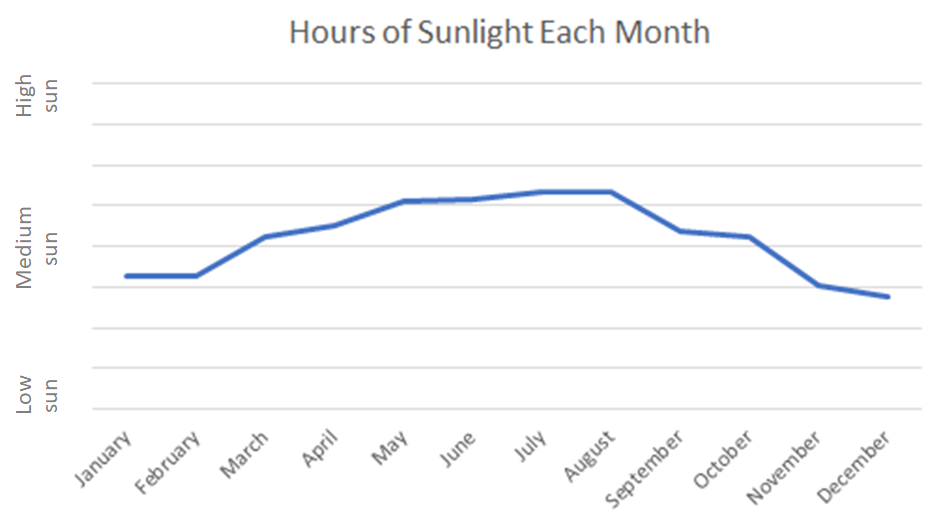 Hours of Sunlight Each Month
High
sun
Medium
sun
Low
sun
January
February
March
April
May
June
July
August
September
October
November
December